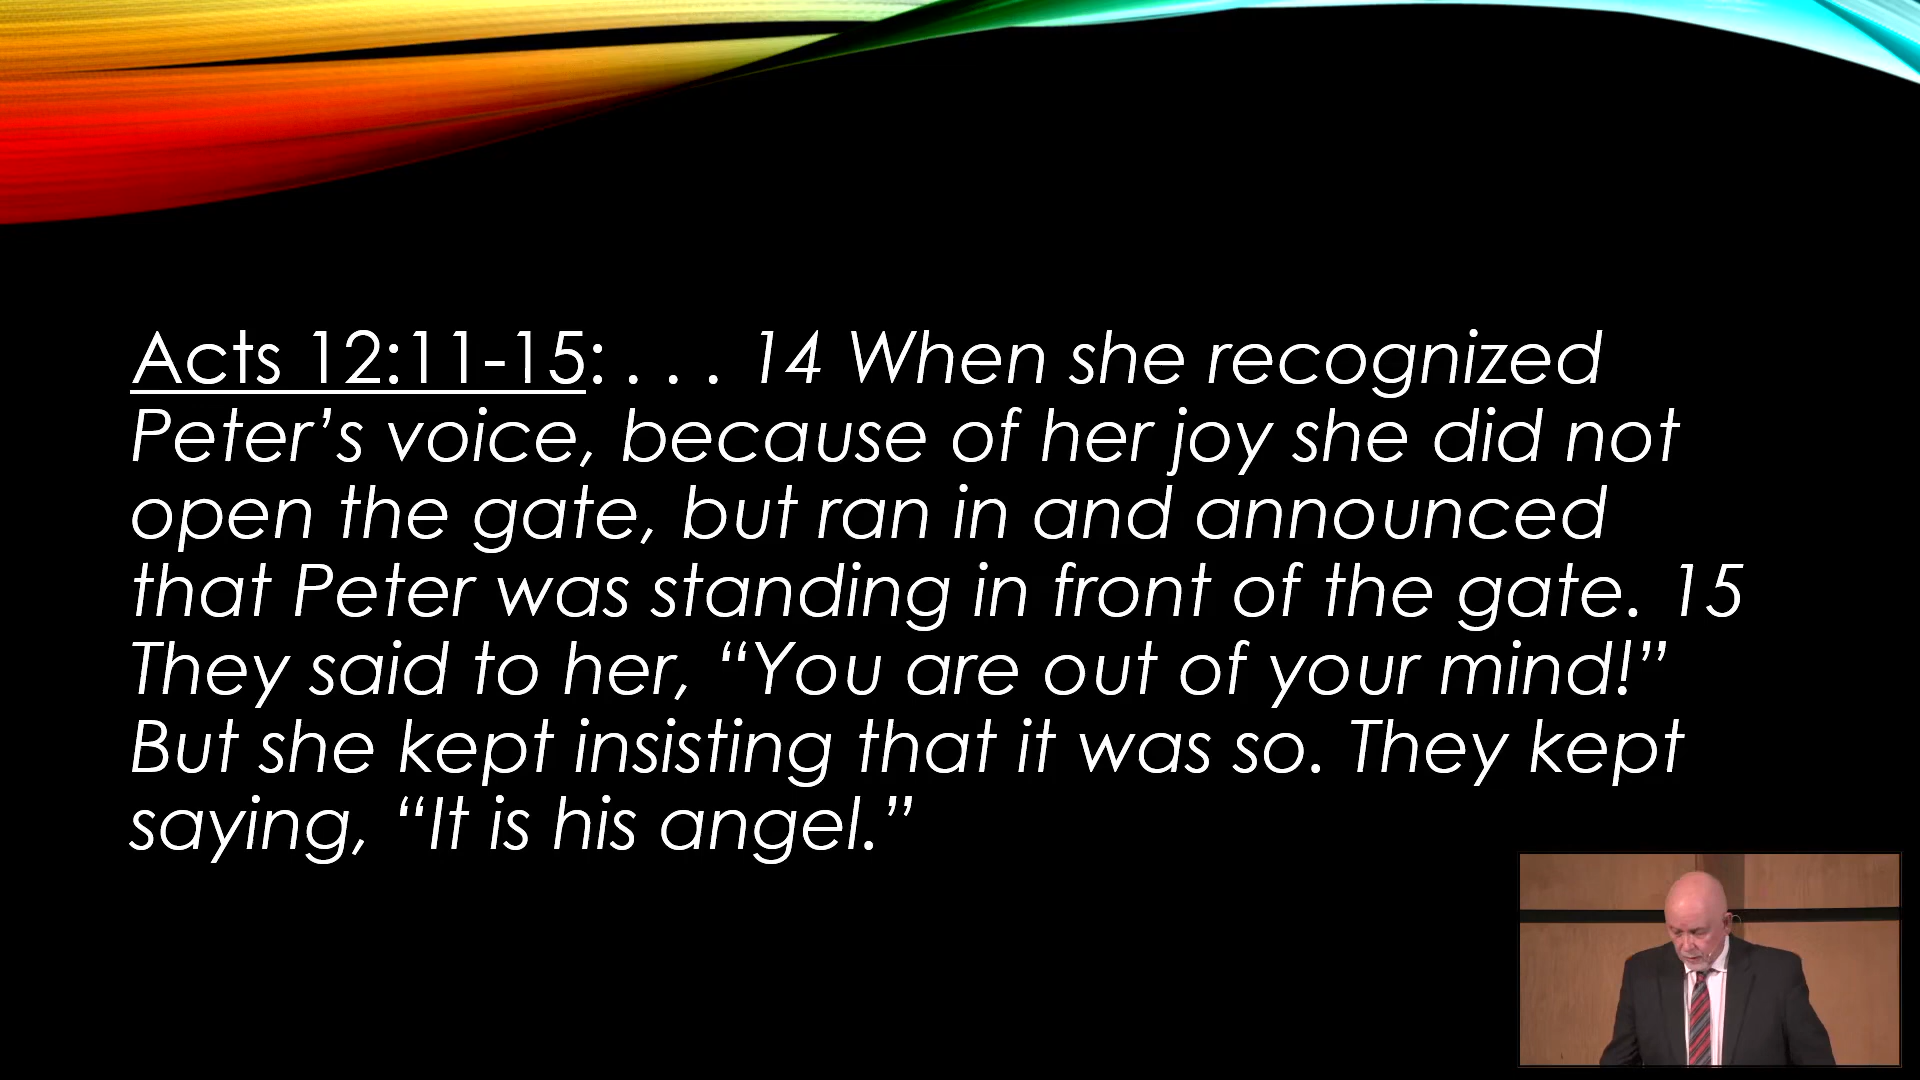 Acts 12:11-15: . . . 14 When she recognized
Peter’s voice, because of her joy she did not
open the gate, but ran in and announced
that Peter was standing in front of the gate. 15
They said to her, “You are out of your mind!”
But she kept insisting that it was so. They kept
saying, “It is his angel.”